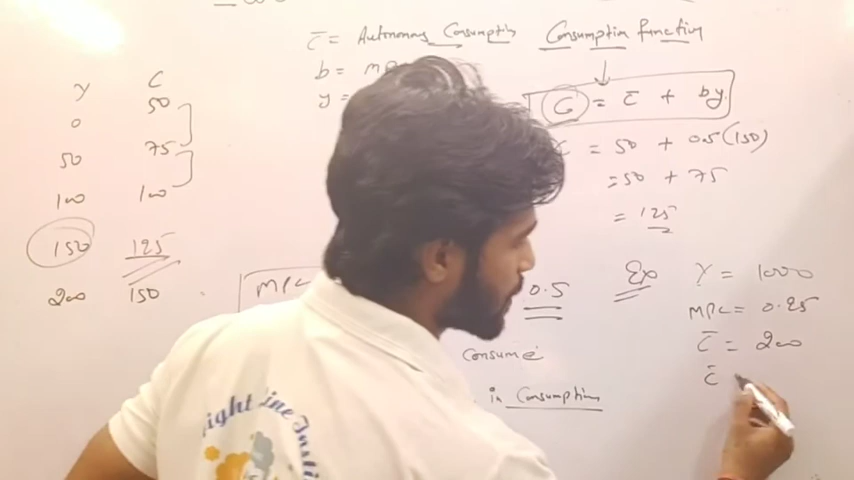 c̄ = Autonomous Consumption
b = MP
y =
Consumption function
C = c̄ + by
C = 50 + 0.5(150)
= 50 + 75
= 125
Y C
0 50
50 75
100 100
150 125
200 150
MPC
0.5
Consume
in Consumption
Ex
Y = 1000
MPC = 0.25
c̄ = 200
c̄
ight Line Insti